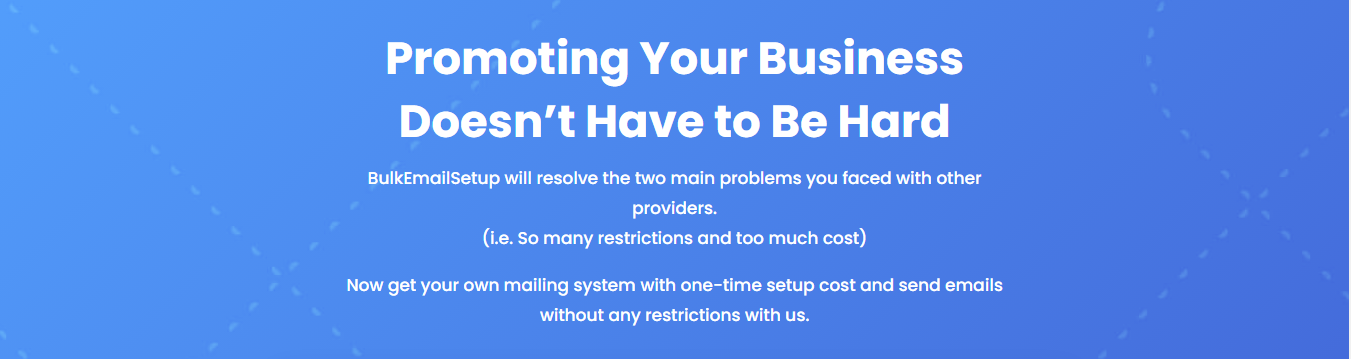 Promoting Your Business
Doesn’t Have to Be Hard
BulkEmailSetup will resolve the two main problems you faced with other
providers.
(i.e. So many restrictions and too much cost)
Now get your own mailing system with one-time setup cost and send emails
without any restrictions with us.